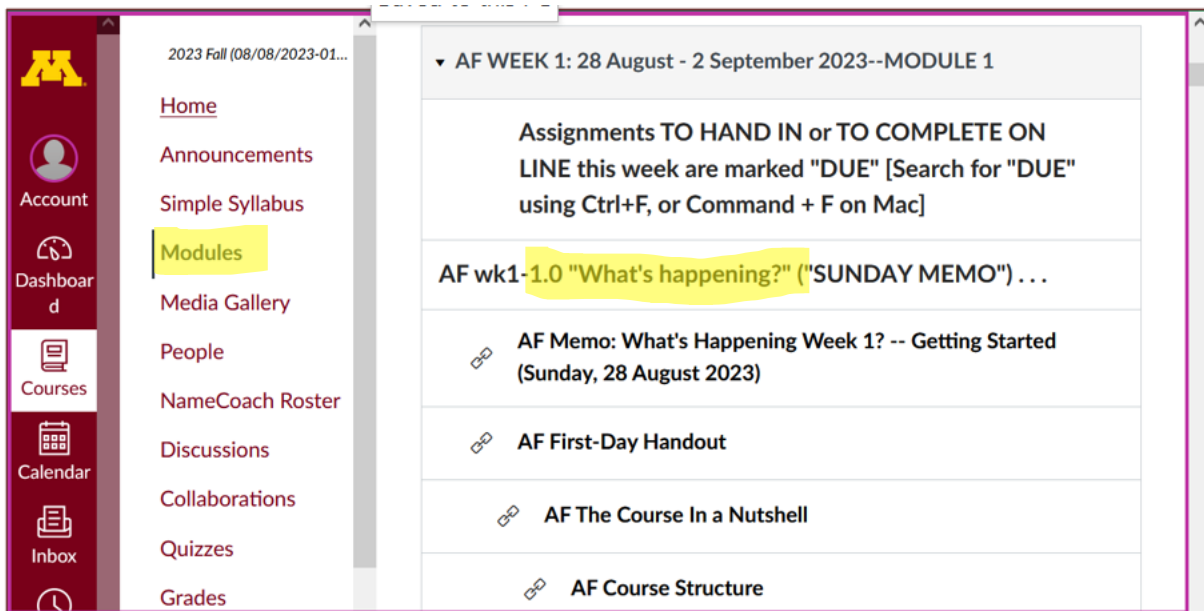 M
Account
Dashboar
d
Courses
Calendar
Inbox
2023 Fall (08/08/2023-01...
Home
Announcements
Simple Syllabus
Modules
Media Gallery
People
NameCoach Roster
Discussions
Collaborations
Quizzes
Grades
AF WEEK 1: 28 August - 2 September 2023--MODULE 1
Assignments TO HAND IN or TO COMPLETE ON
LINE this week are marked "DUE" [Search for "DUE"
using Ctrl+F, or Command + F on Mac]
AF wk1-1.0 "What's happening?" ("SUNDAY MEMO") . . .
AF Memo: What's Happening Week 1? -- Getting Started
(Sunday, 28 August 2023)
AF First-Day Handout
AF The Course In a Nutshell
AF Course Structure